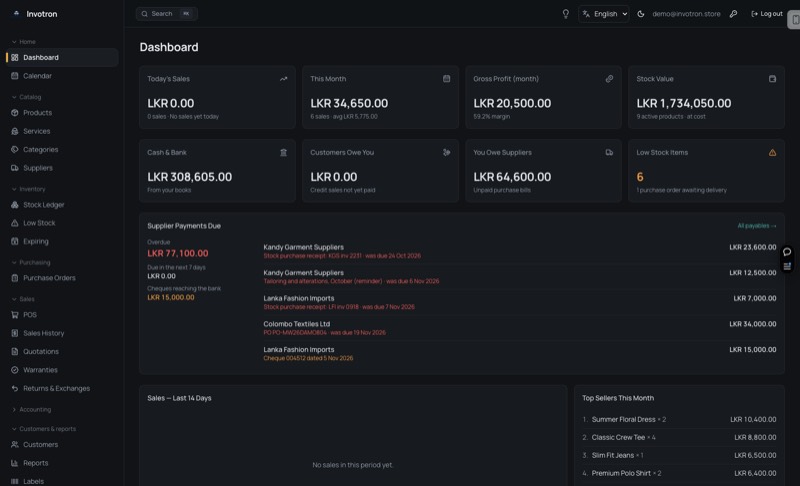 Invotron
Search
English
demo@invotron.store
Log out
Home
Dashboard
Calendar
Catalog
Products
Services
Categories
Suppliers
Inventory
Stock Ledger
Low Stock
Expiring
Purchasing
Purchase Orders
Sales
POS
Sales History
Quotations
Warranties
Returns & Exchanges
Accounting
Customers & reports
Customers
Reports
Labels
Dashboard
Today's Sales
LKR 0.00
0 sales · No sales yet today
This Month
LKR 34,650.00
6 sales · avg LKR 5,775.00
Gross Profit (month)
LKR 20,500.00
59.2% margin
Stock Value
LKR 1,734,050.00
9 active products · at cost
Cash & Bank
LKR 308,605.00
From your books
Customers Owe You
LKR 0.00
Credit sales not yet paid
You Owe Suppliers
LKR 64,600.00
Unpaid purchase bills
Low Stock Items
6
1 purchase order awaiting delivery
Supplier Payments Due
All payables →
Overdue
LKR 77,100.00
Due in the next 7 days
LKR 0.00
Cheques reaching the bank
LKR 15,000.00
Kandy Garment Suppliers
LKR 23,600.00
Stock purchase receipt · KGS inv 2231 · was due 24 Oct 2026
Kandy Garment Suppliers
LKR 12,500.00
Tailoring and alterations, October (reminder) · was due 6 Nov 2026
Lanka Fashion Imports
LKR 7,000.00
Stock purchase receipt · LFI inv 0918 · was due 7 Nov 2026
Colombo Textiles Ltd
LKR 34,000.00
PO PO-MW26DAMO804 · was due 19 Nov 2026
Lanka Fashion Imports
LKR 15,000.00
Cheque 004512 dated 5 Nov 2026
Sales — Last 14 Days
No sales in this period yet.
Top Sellers This Month
1. Summer Floral Dress × 2 LKR 10,400.00
2. Classic Crew Tee × 4 LKR 8,800.00
3. Slim Fit Jeans × 1 LKR 6,500.00
4. Premium Polo Shirt × 2 LKR 6,400.00